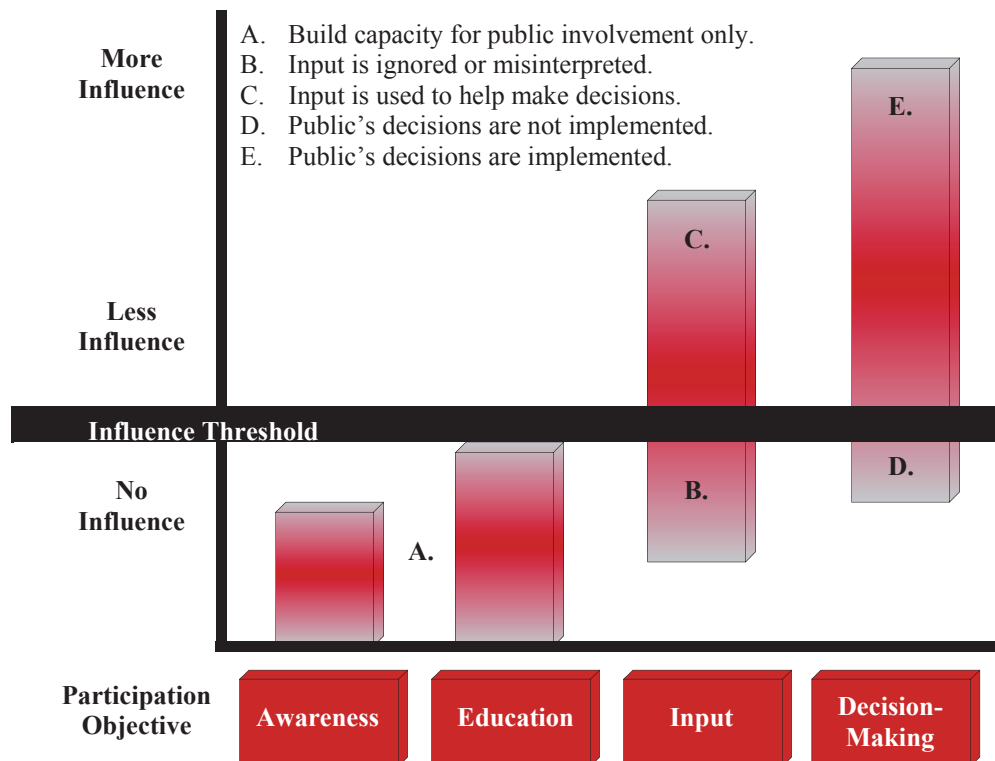 More
Influence
A. Build capacity for public involvement only.
B. Input is ignored or misinterpreted.
C. Input is used to help make decisions.
D. Public’s decisions are not implemented.
E. Public’s decisions are implemented.
E.
C.
Less
Influence
Influence Threshold
No
Influence
A.
B.
D.
Participation
Objective
Awareness
Education
Input
Decision-
Making